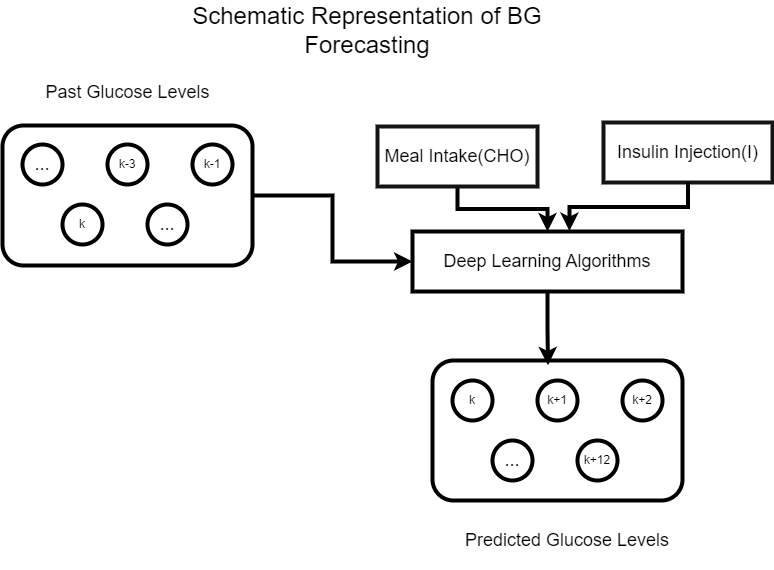 Schematic Representation of BG
Forecasting
Past Glucose Levels
...
k-3
k-1
k
...
Meal Intake(CHO)
Insulin Injection(I)
Deep Learning Algorithms
k
k+1
k+2
...
k+12
Predicted Glucose Levels